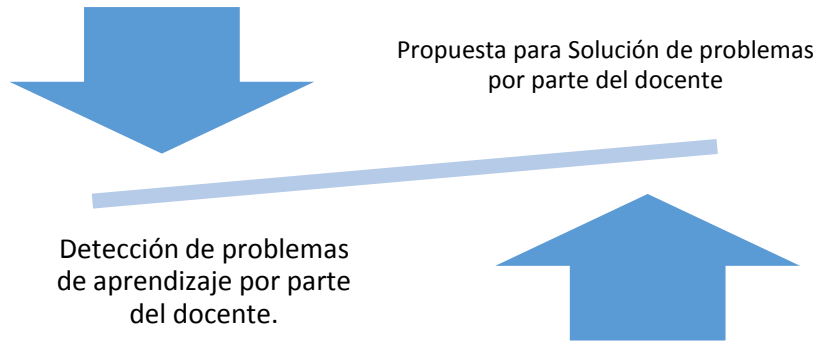 Propuesta para Solución de problemas
por parte del docente
Detección de problemas
de aprendizaje por parte
del docente.